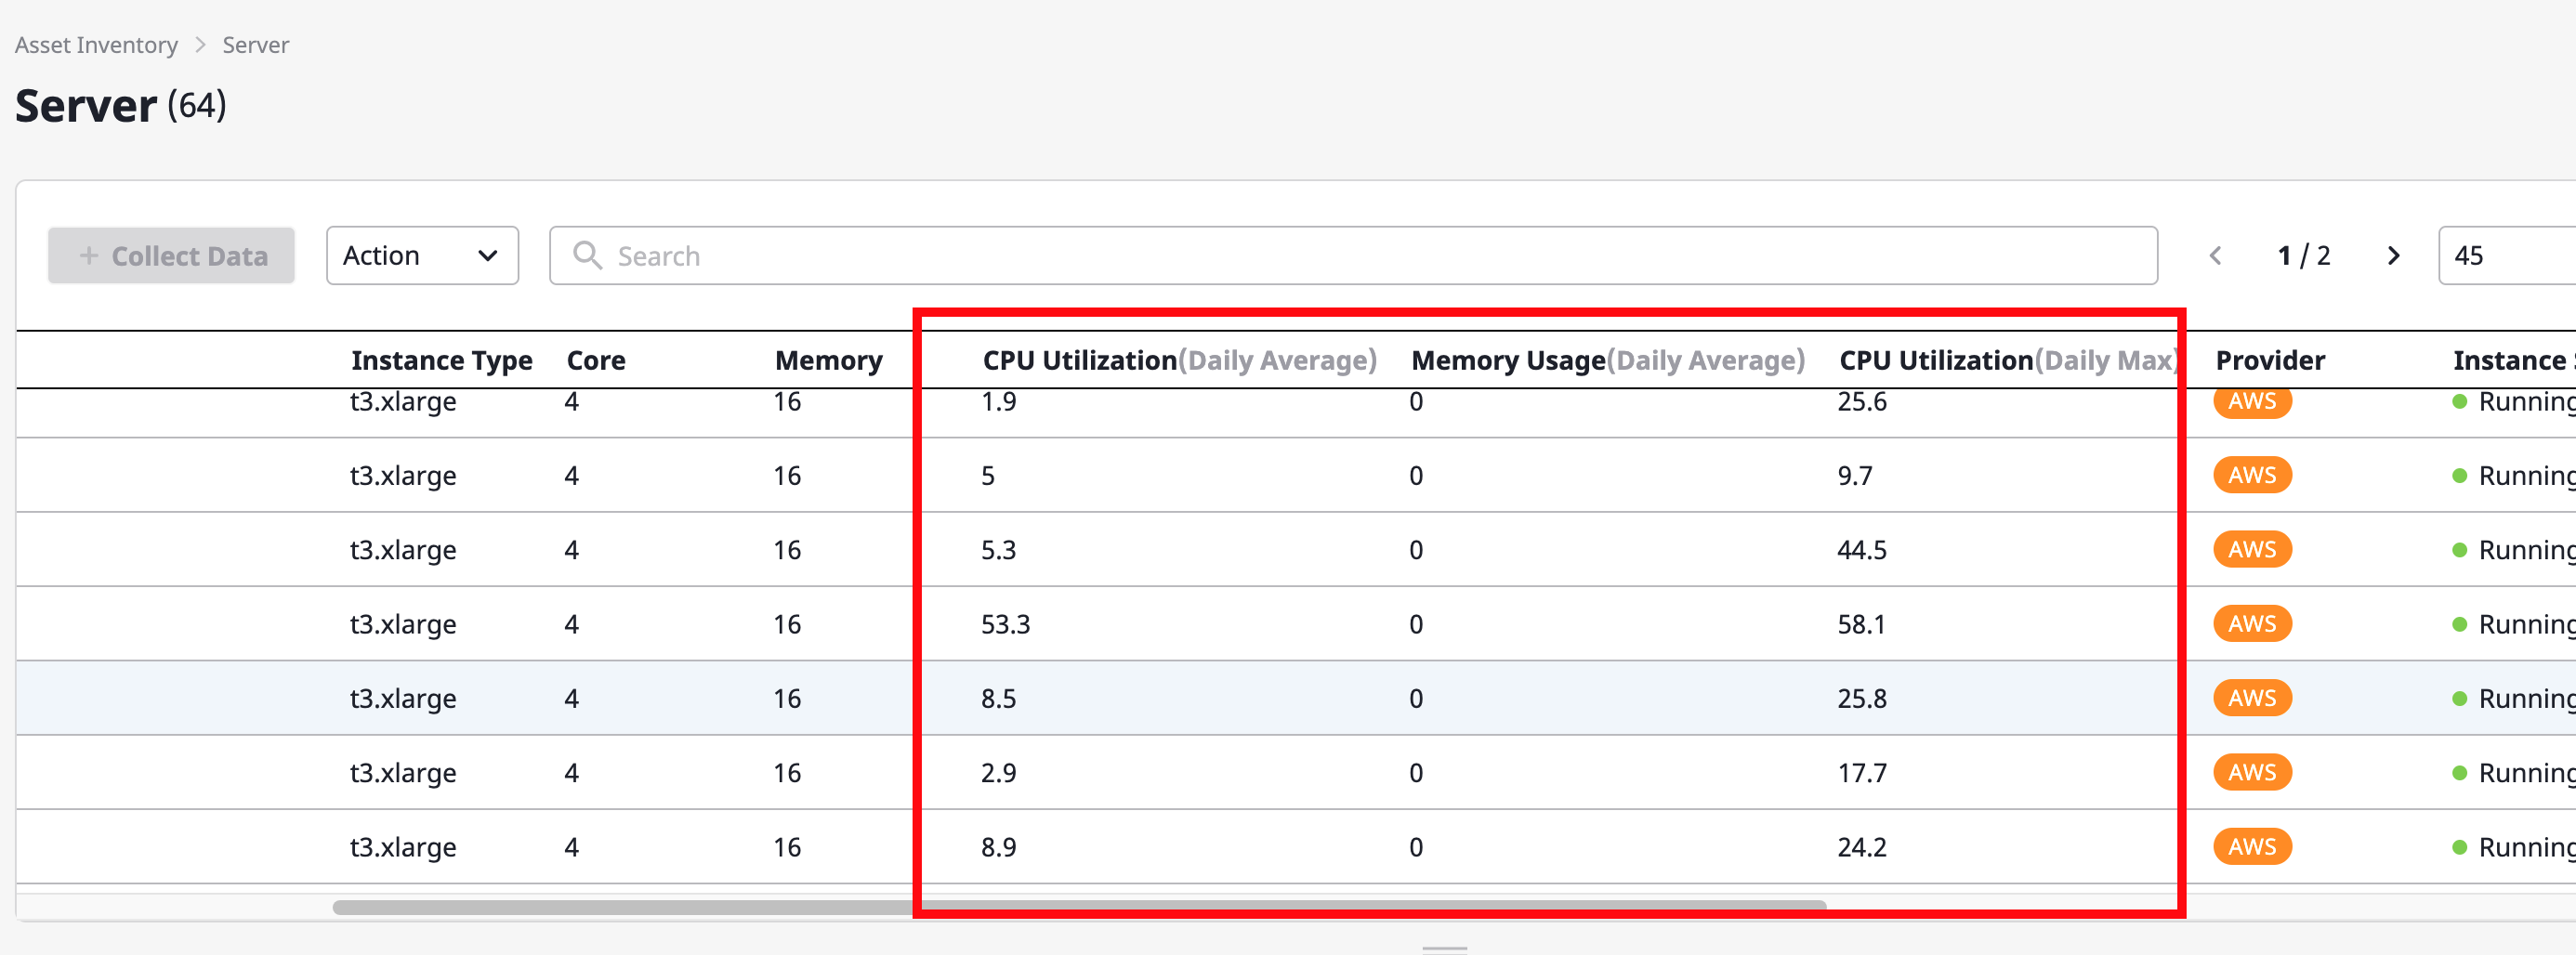 Asset Inventory > Server
Server (64)
+ Collect Data Action Search 1 / 2 45
Instance Type Core Memory CPU Utilization(Daily Average) Memory Usage(Daily Average) CPU Utilization(Daily Max) Provider Instance
t3.xlarge 4 16 1.9 0 25.6 AWS Running
t3.xlarge 4 16 5 0 9.7 AWS Running
t3.xlarge 4 16 5.3 0 44.5 AWS Running
t3.xlarge 4 16 53.3 0 58.1 AWS Running
t3.xlarge 4 16 8.5 0 25.8 AWS Running
t3.xlarge 4 16 2.9 0 17.7 AWS Running
t3.xlarge 4 16 8.9 0 24.2 AWS Running